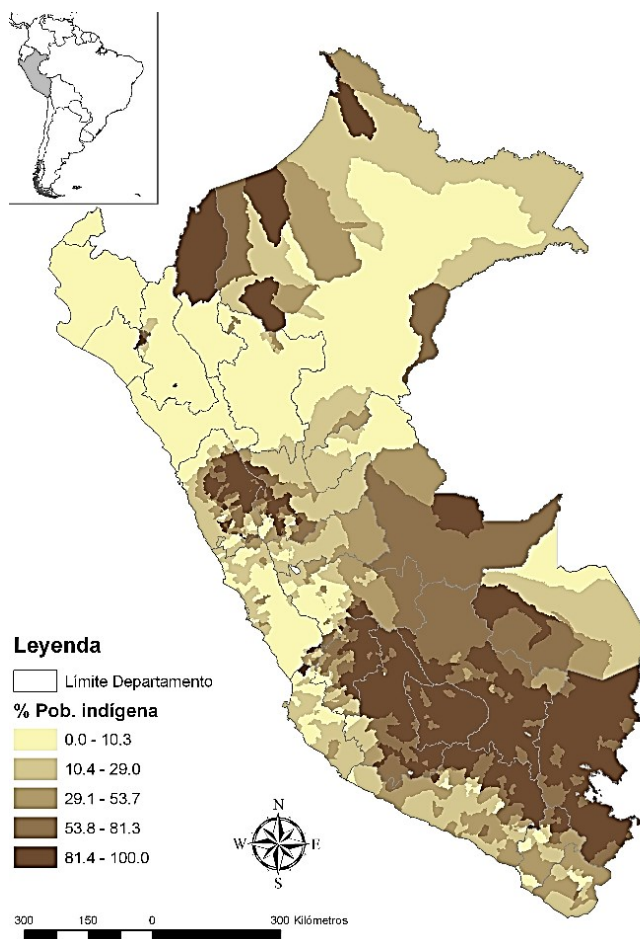 Leyenda
Límite Departamento
% Pob. indígena
0.0 - 10.3
10.4 - 29.0
29.1 - 53.7
53.8 - 81.3
81.4 - 100.0
N
W E
S
300 150 0 300 Kilómetros